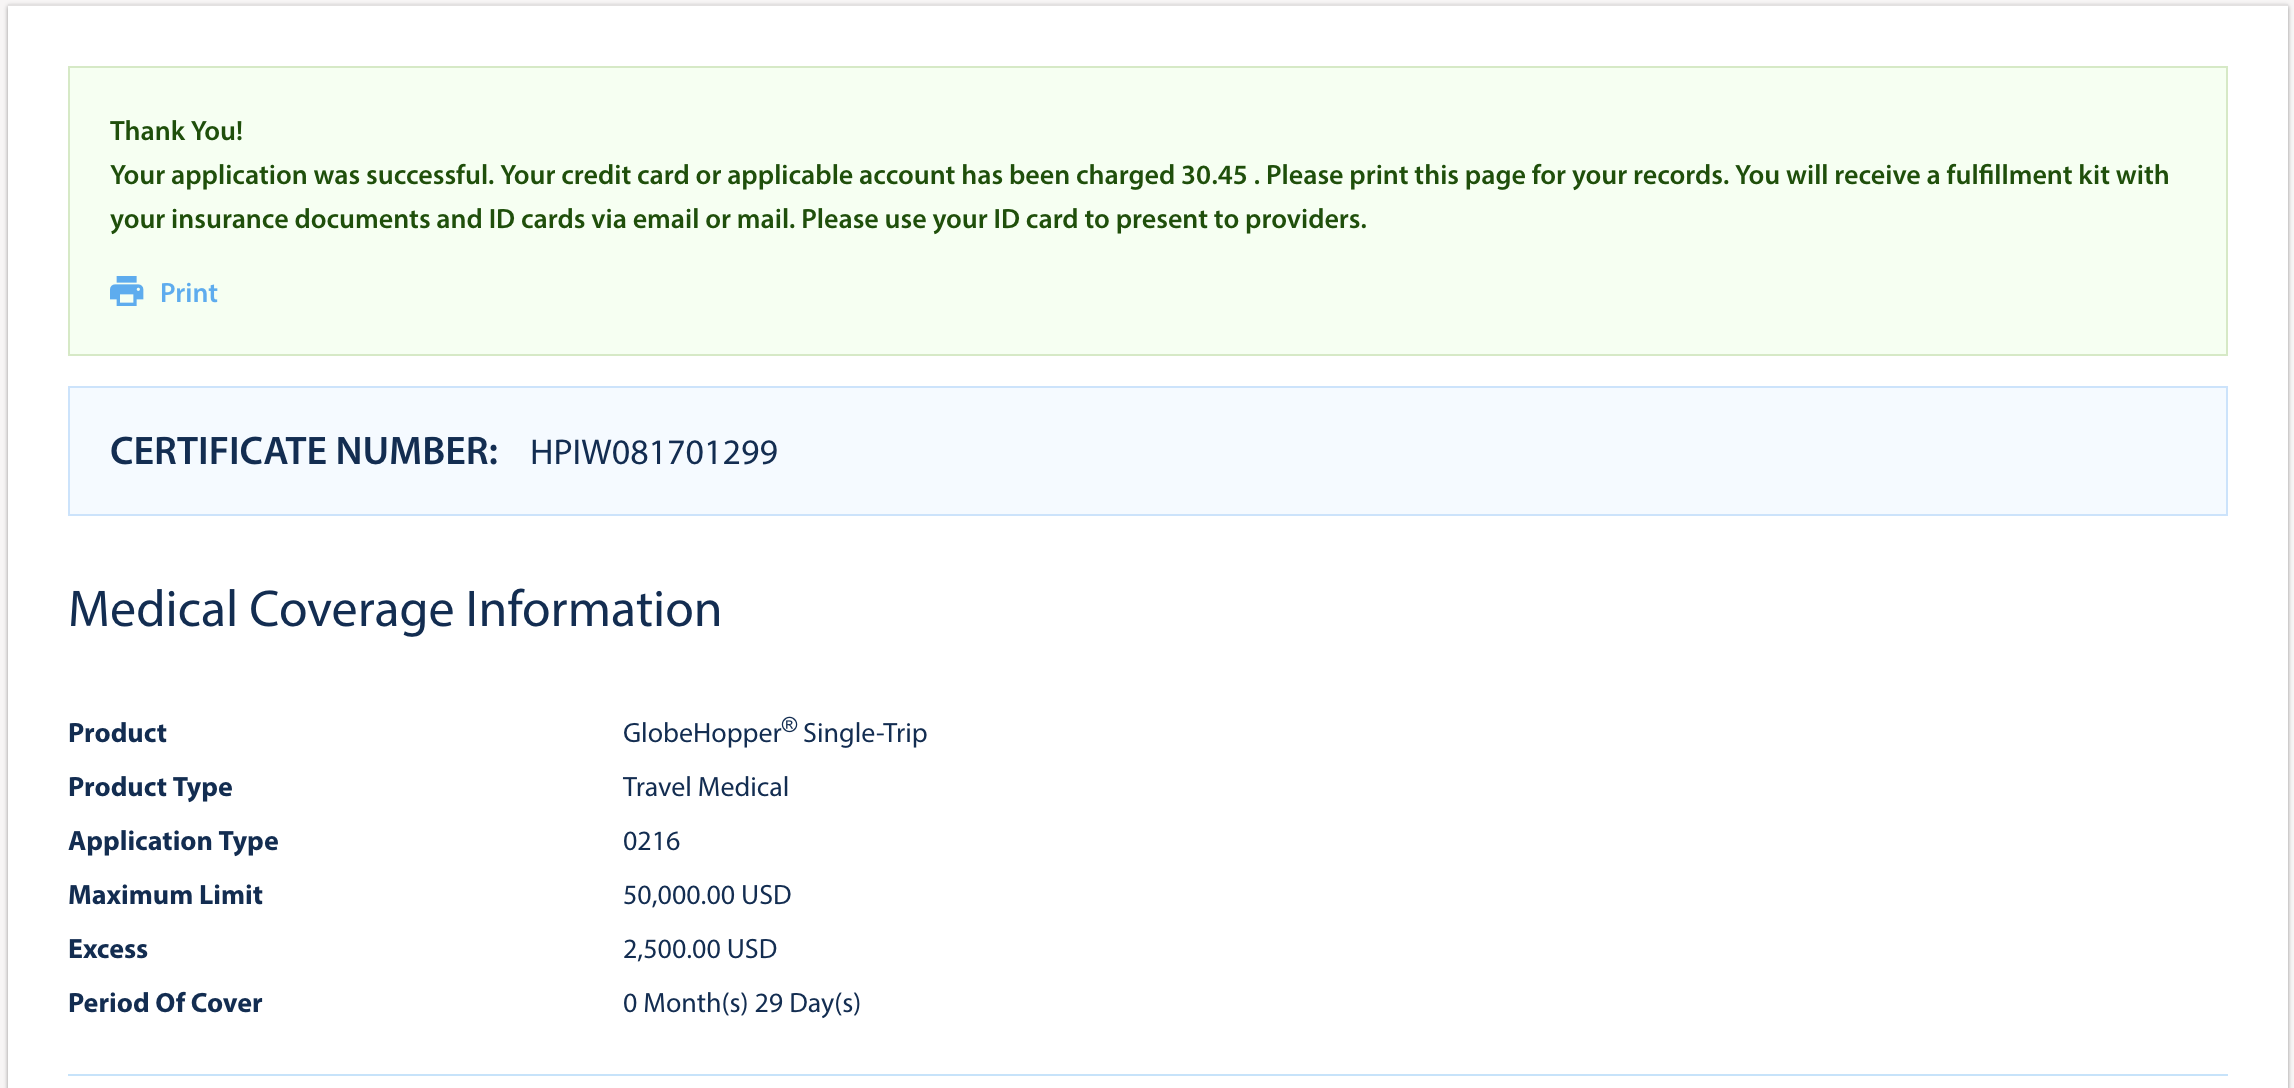 Thank You!
Your application was successful. Your credit card or applicable account has been charged 30.45 . Please print this page for your records. You will receive a fulfillment kit with
your insurance documents and ID cards via email or mail. Please use your ID card to present to providers.
Print
CERTIFICATE NUMBER: HPIW081701299
Medical Coverage Information
Product GlobeHopper® Single-Trip
Product Type Travel Medical
Application Type 0216
Maximum Limit 50,000.00 USD
Excess 2,500.00 USD
Period Of Cover 0 Month(s) 29 Day(s)